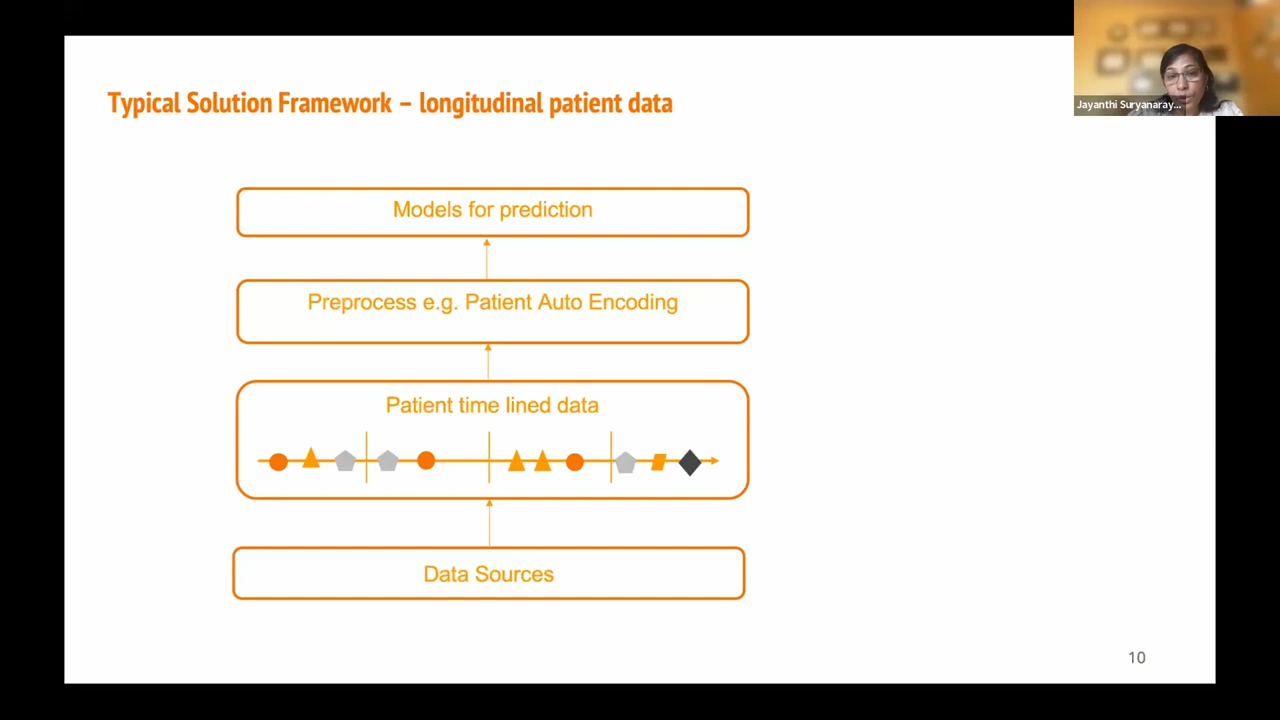 Typical Solution Framework – longitudinal patient data
Jayanthi Suryanaray...
Models for prediction
Preprocess e.g. Patient Auto Encoding
Patient time lined data
Data Sources
10